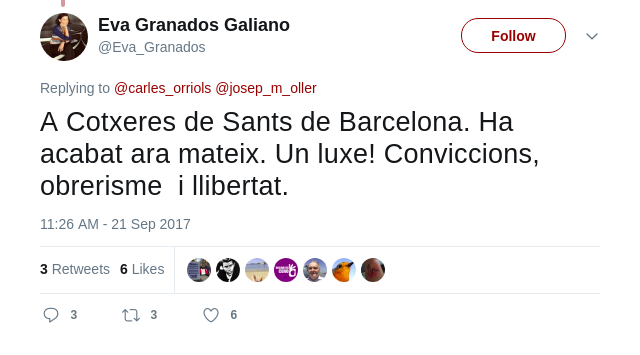 Eva Granados Galiano
@Eva_Granados
Follow
Replying to @carles_orriols @josep_m_oller
A Cotxeres de Sants de Barcelona. Ha
acabat ara mateix. Un luxe! Conviccions,
obrerisme  i llibertat.
11:26 AM - 21 Sep 2017
3 Retweets 6 Likes
3 3 6